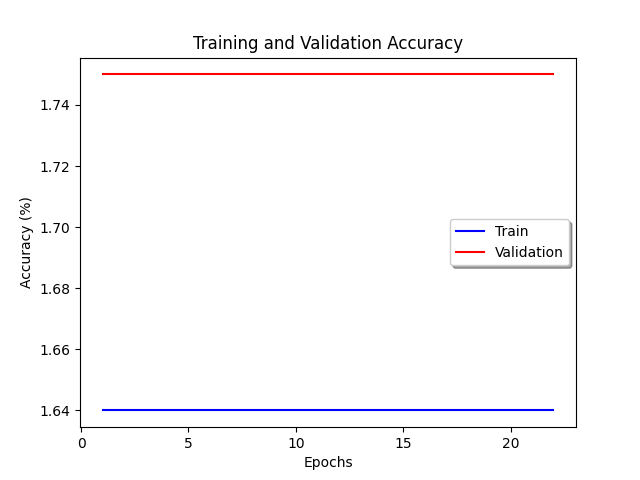 Training and Validation Accuracy
Accuracy (%)
1.74
1.72
1.70
1.68
1.66
1.64
Train
Validation
0 5 10 15 20
Epochs